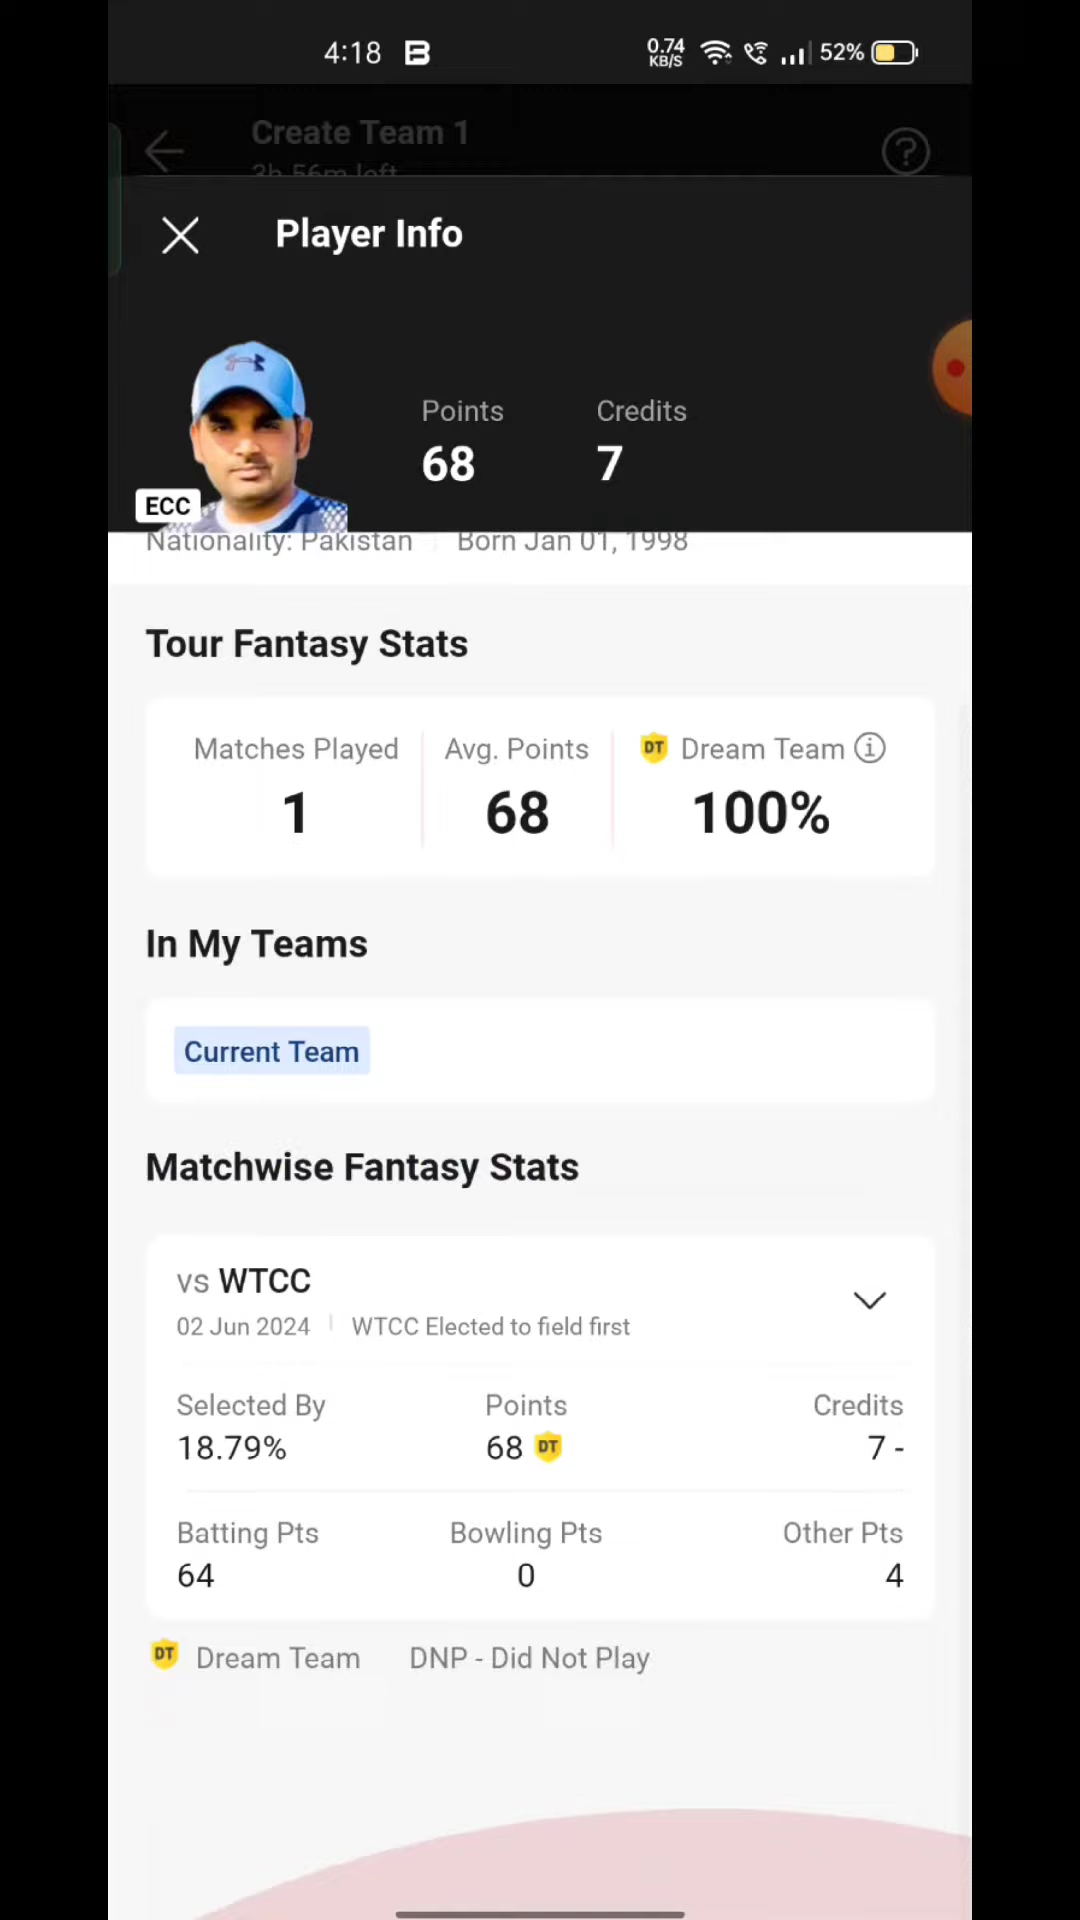 4:18 0.74 KB/S 52%
Create Team 1
3h 56m left
Player Info
Points Credits
68 7
ECC
Nationality: Pakistan Born Jan 01, 1998
Tour Fantasy Stats
Matches Played Avg. Points DT Dream Team
1 68 100%
In My Teams
Current Team
Matchwise Fantasy Stats
vs WTCC
02 Jun 2024 WTCC Elected to field first
Selected By Points Credits
18.79% 68 DT 7 -
Batting Pts Bowling Pts Other Pts
64 0 4
DT Dream Team DNP - Did Not Play